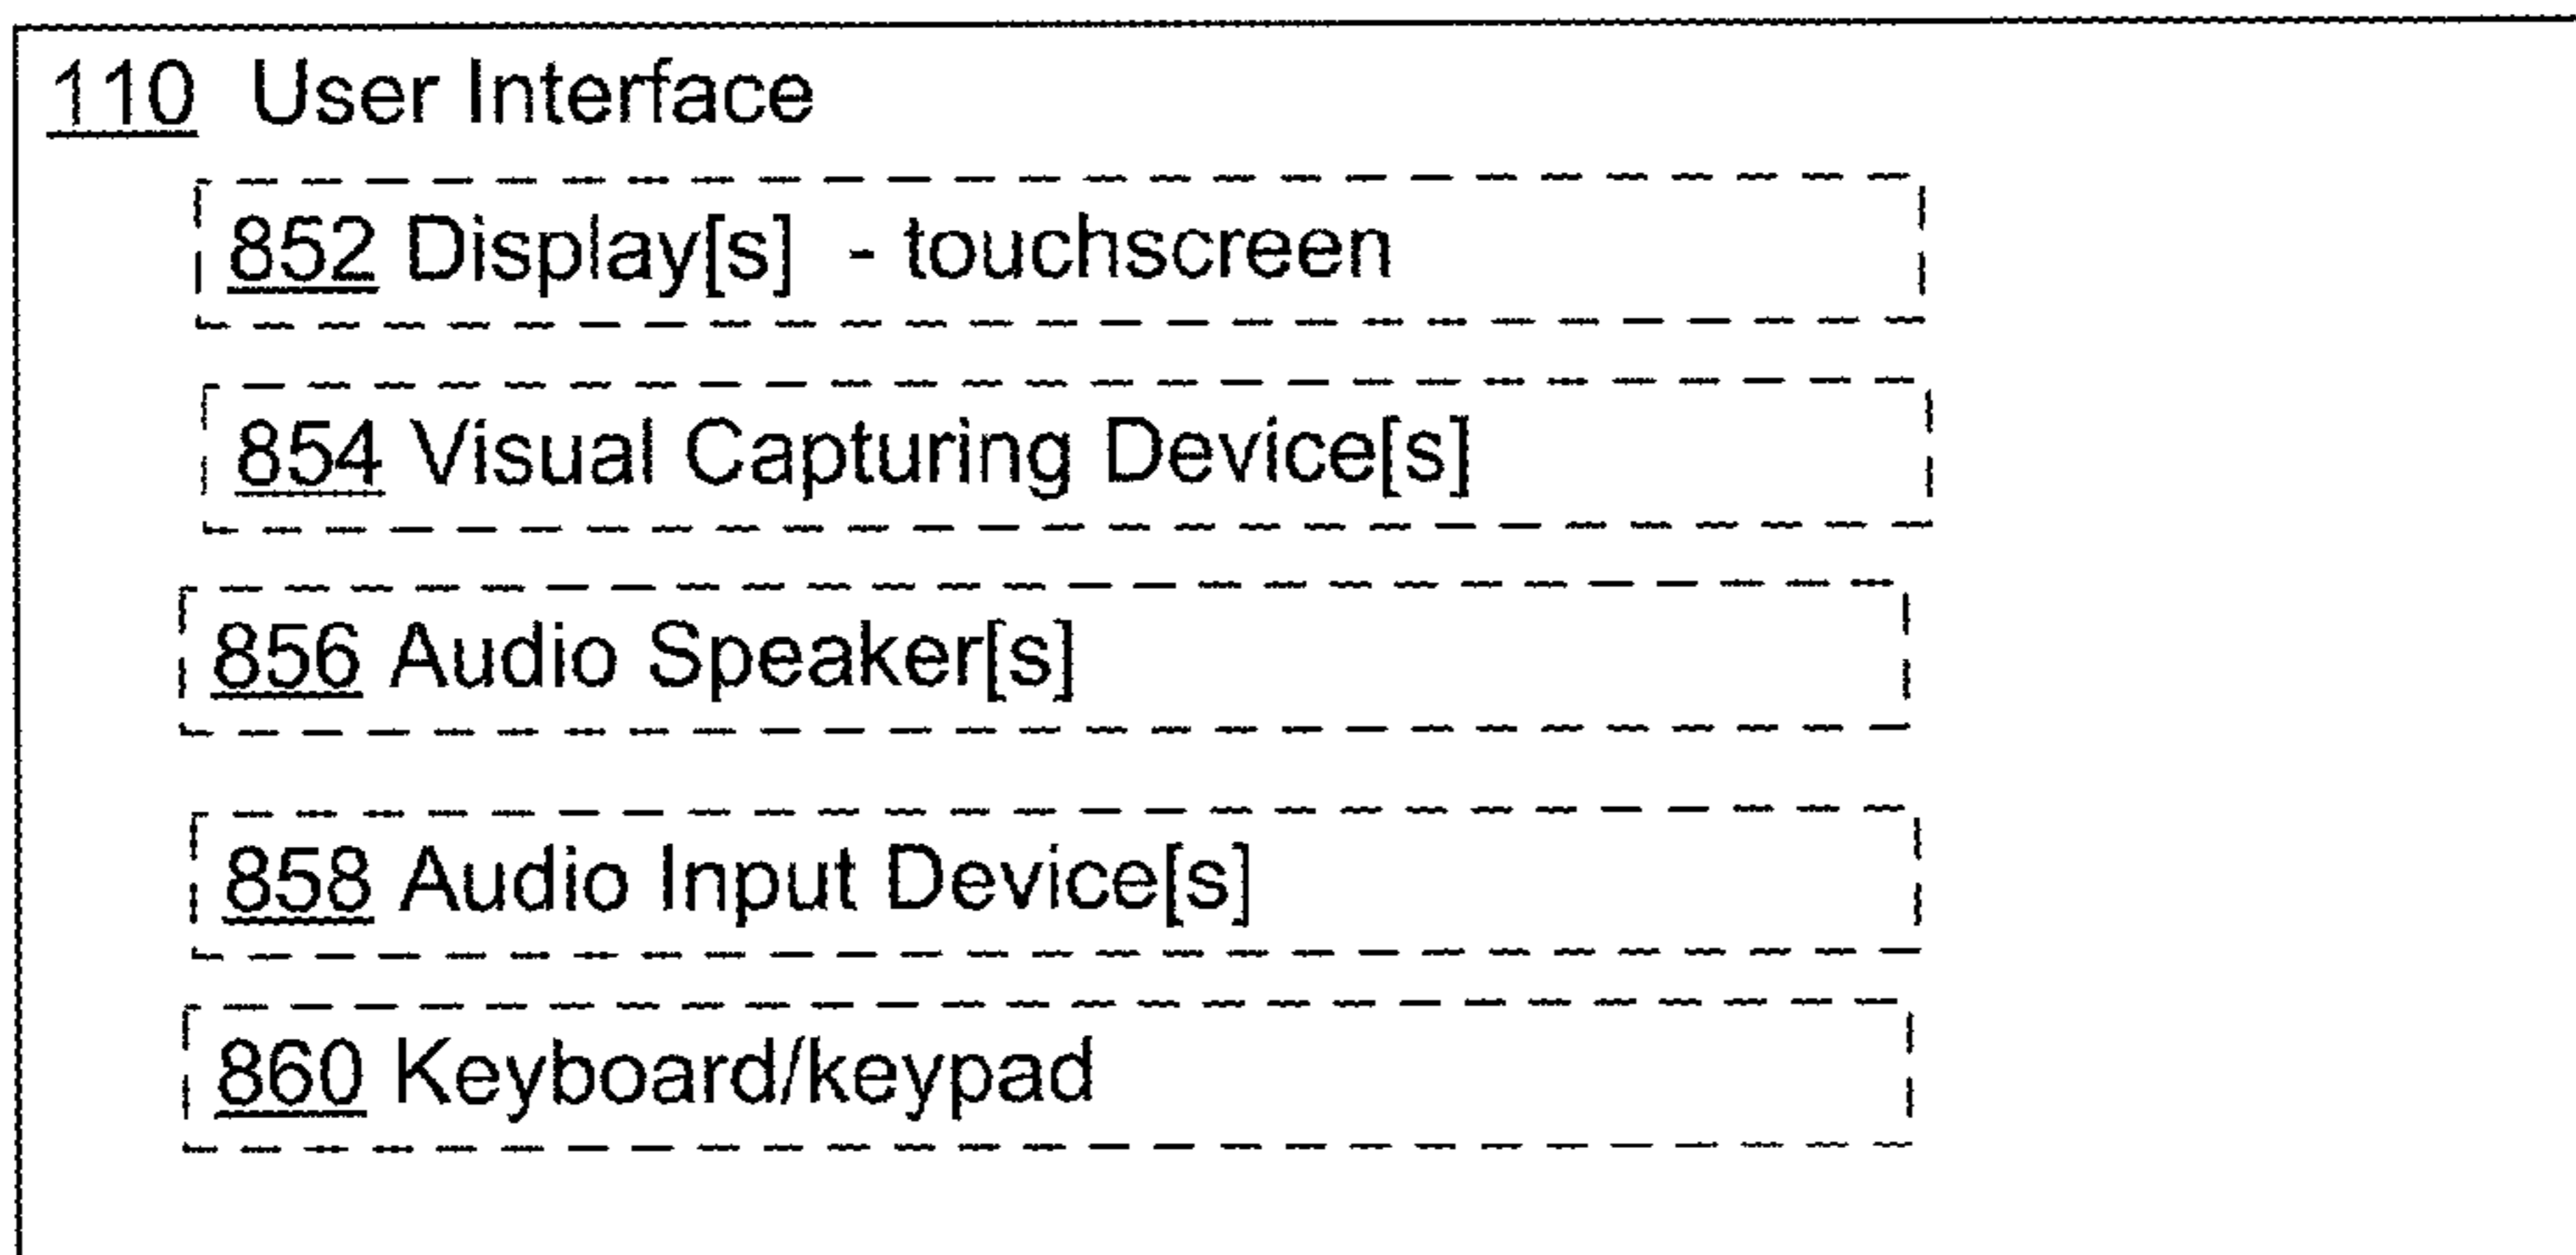 110 User Interface
852 Display[s] - touchscreen
854 Visual Capturing Device[s]
856 Audio Speaker[s]
858 Audio Input Device[s]
860 Keyboard/keypad